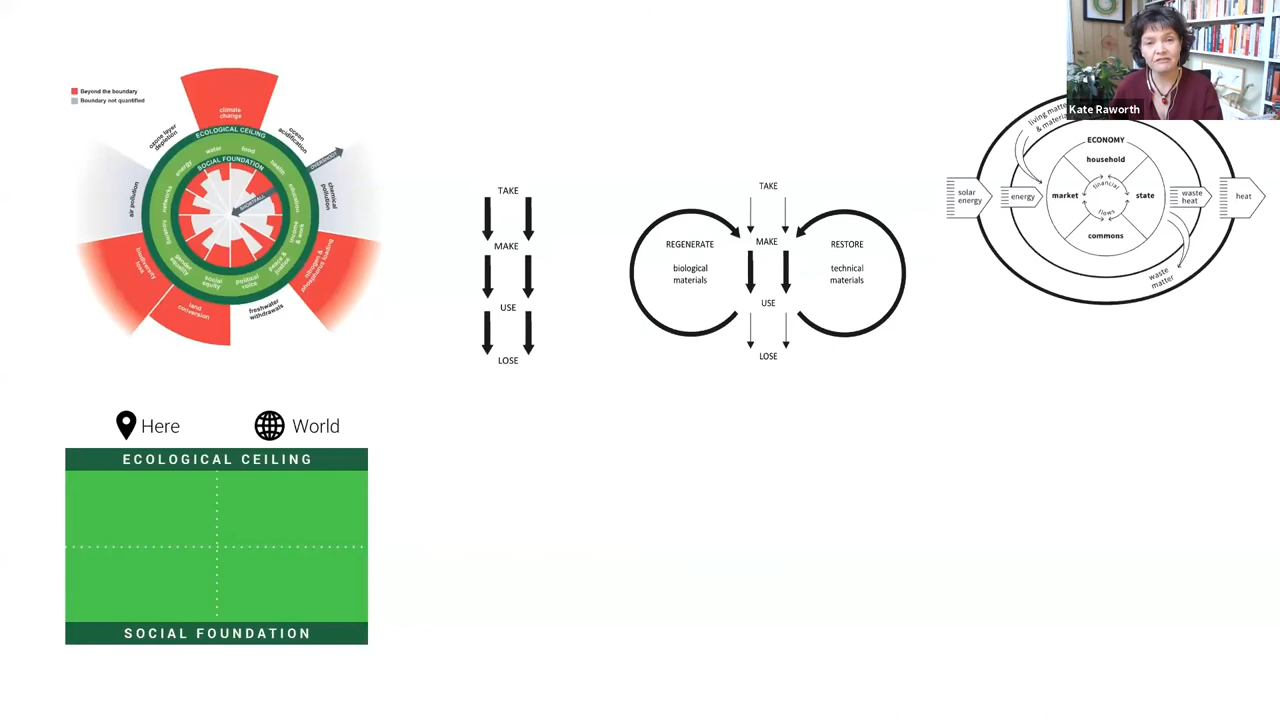 Beyond the boundary
Boundary not quantified
climate
change
ozone layer
depletion
ocean
acidification
air pollution
chemical
pollution
biodiversity
loss
nitrogen &
phosphorus loading
land
conversion
freshwater
withdrawals
ECOLOGICAL CEILING
OVERSHOOT
water
food
energy
health
networks
education
housing
income
& work
gender
equality
peace &
justice
social
equity
political
voice
SOCIAL FOUNDATION
SHORTFALL
TAKE
MAKE
USE
LOSE
TAKE
MAKE
USE
LOSE
REGENERATE
biological
materials
RESTORE
technical
materials
Kate Raworth
living matter
& materials
ECONOMY
household
market
state
commons
financial
flows
solar
energy
energy
waste
heat
heat
waste
matter
Here
World
ECOLOGICAL CEILING
SOCIAL FOUNDATION